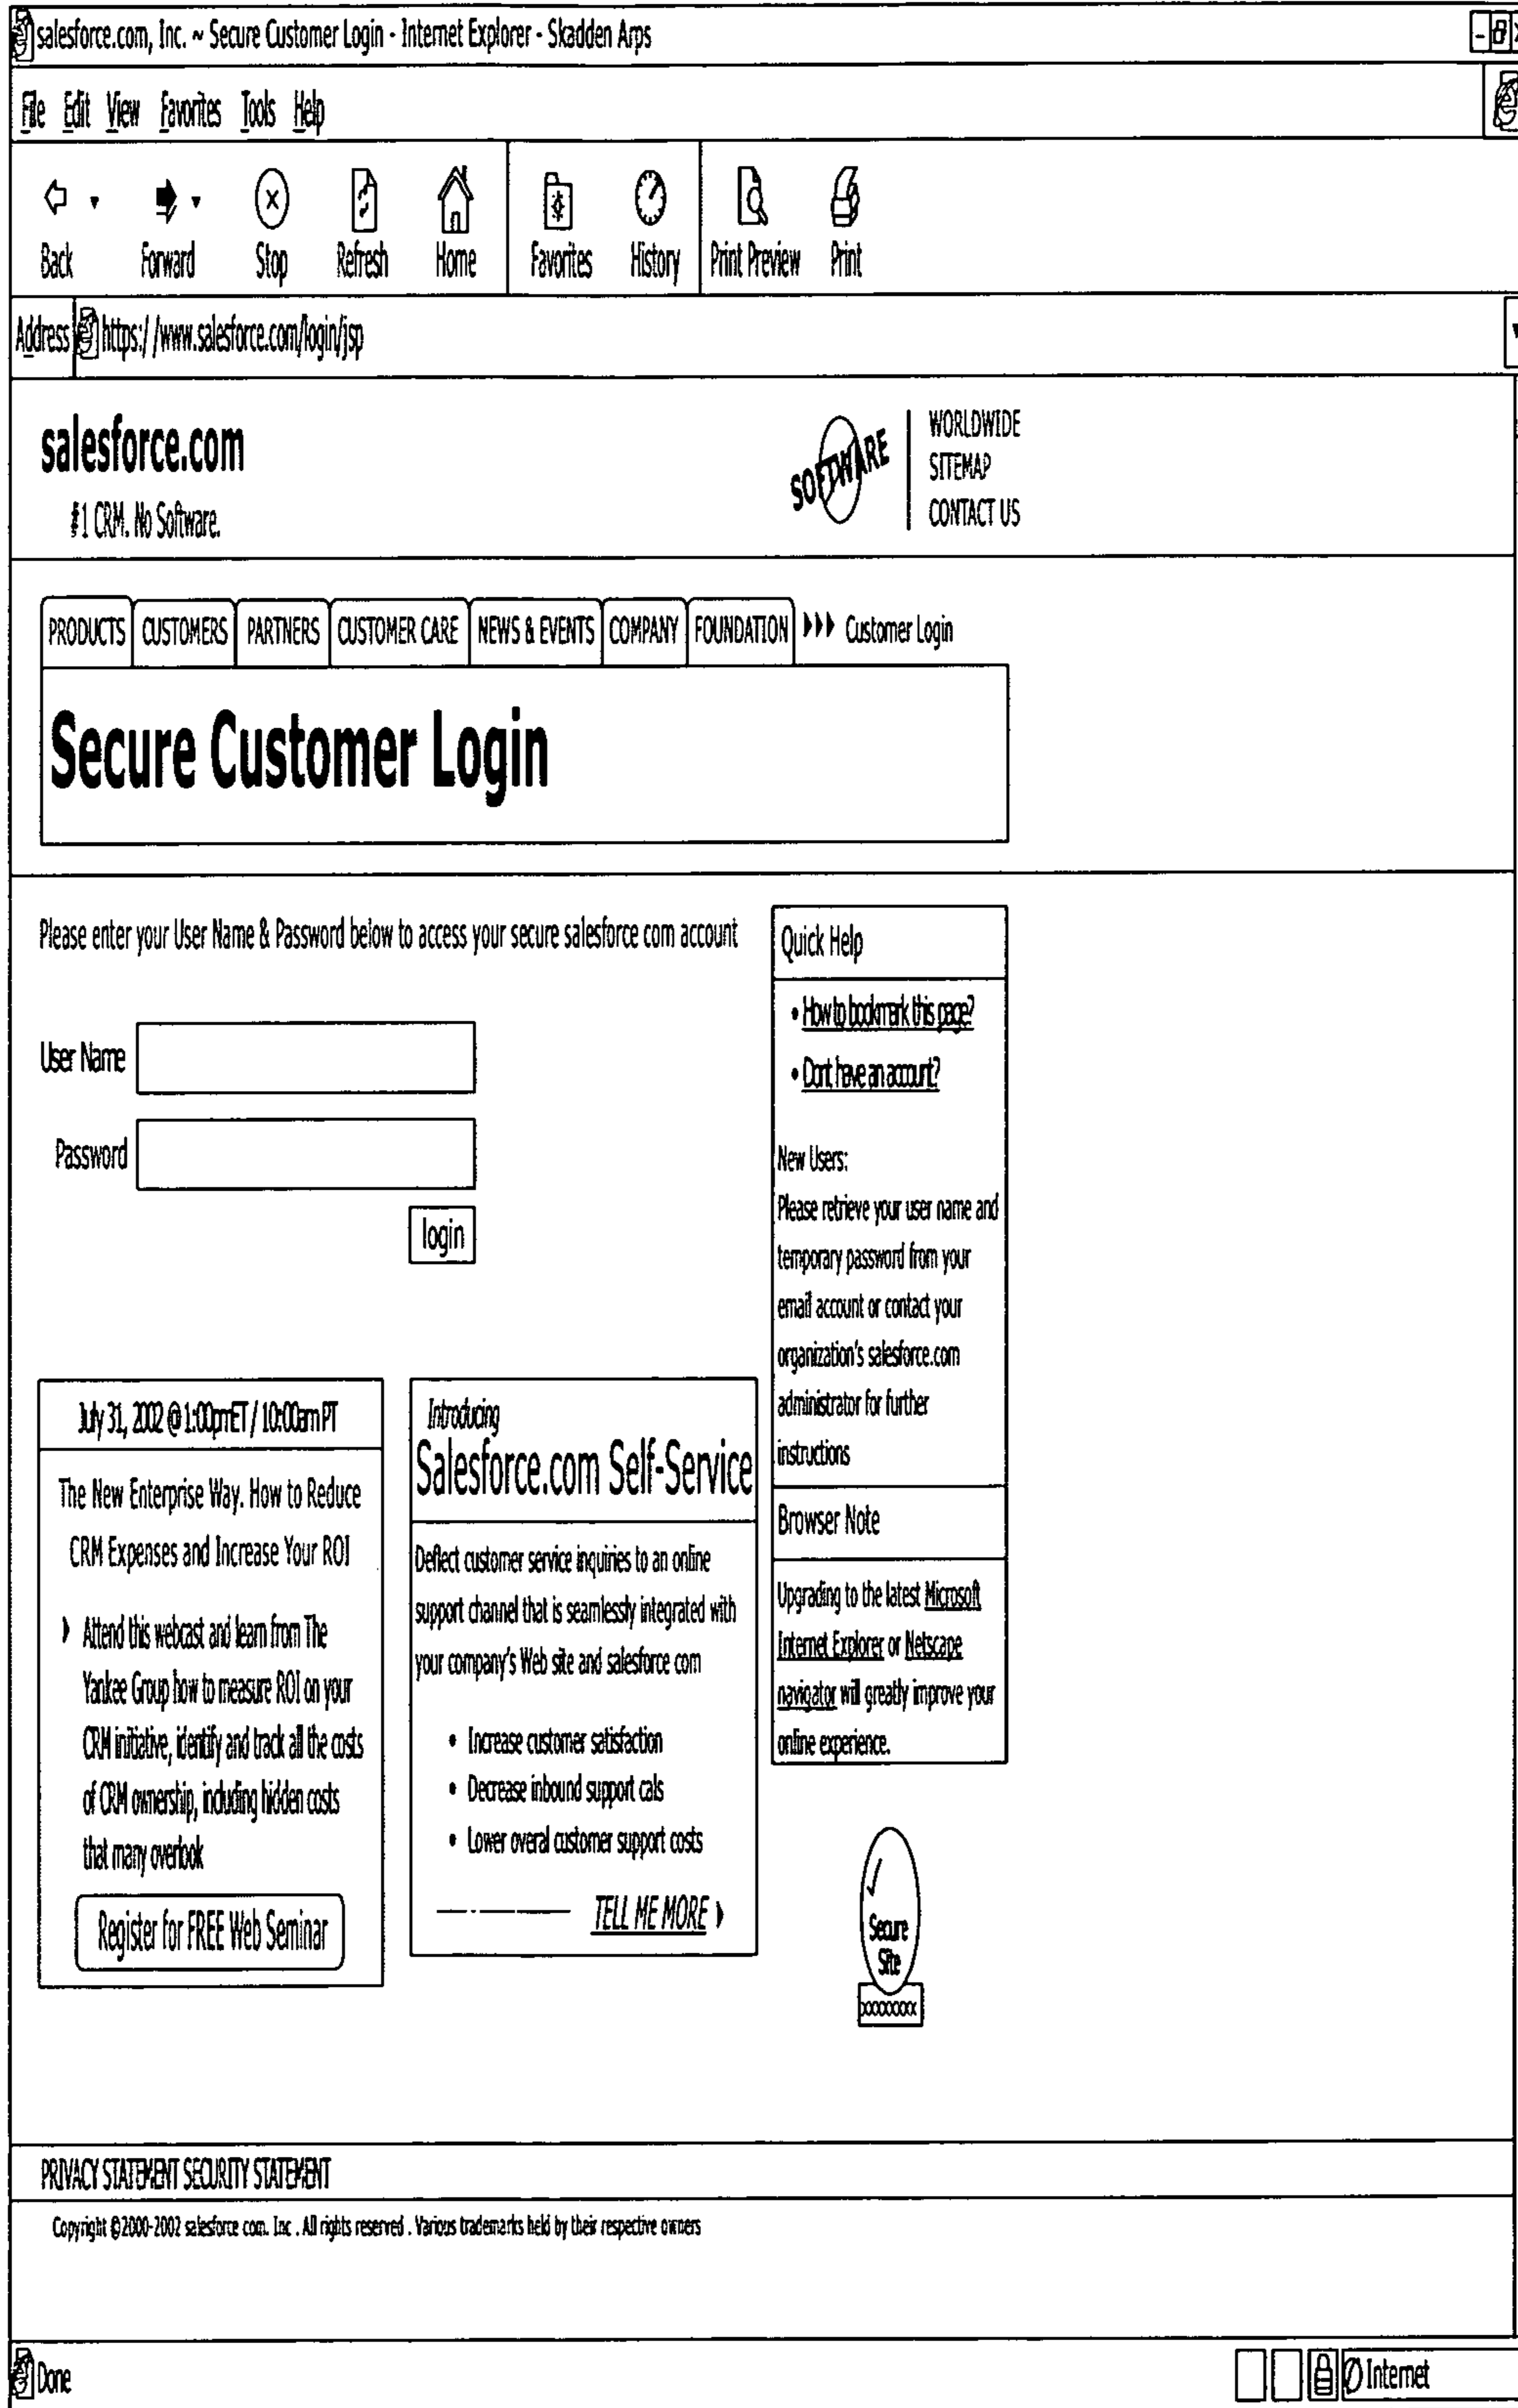 salesforce.com, Inc. ~ Secure Customer Login - Internet Explorer - Skadden Arps
File Edit View Favorites Tools Help
Back Forward Stop Refresh Home Favorites History Print Preview Print
Address https://www.salesforce.com/login/jsp
salesforce.com
#1 CRM. No Software.
SOFTWARE
WORLDWIDE
SITEMAP
CONTACT US
PRODUCTS CUSTOMERS PARTNERS CUSTOMER CARE NEWS & EVENTS COMPANY FOUNDATION Customer Login
Secure Customer Login
Please enter your User Name & Password below to access your secure salesforce com account
User Name
Password
login
Quick Help
• How to bookmark this page?
• Dont have an account?
New Users:
Please retrieve your user name and
temporary password from your
email account or contact your
organization's salesforce.com
administrator for further
instructions
Browser Note
Upgrading to the latest Microsoft
Internet Explorer or Netscape
navigator will greatly improve your
online experience.
July 31, 2002 @ 1:00pm ET / 10:00am PT
The New Enterprise Way. How to Reduce
CRM Expenses and Increase Your ROI
Attend this webcast and learn from The
Yankee Group how to measure ROI on your
CRM initiative, identify and track all the costs
of CRM ownership, including hidden costs
that many overlook
Register for FREE Web Seminar
Introducing
Salesforce.com Self-Service
Deflect customer service inquiries to an online
support channel that is seamlessly integrated with
your company's Web site and salesforce com
• Increase customer satisfaction
• Decrease inbound support cals
• Lower overal customer support costs
TELL ME MORE
Secure
Site
xxxxxxxx
PRIVACY STATEMENT SECURITY STATEMENT
Copyright ©2000-2002 salesforce com. Inc . All rights reserved . Various trademarks held by their respective owners
Done
Internet